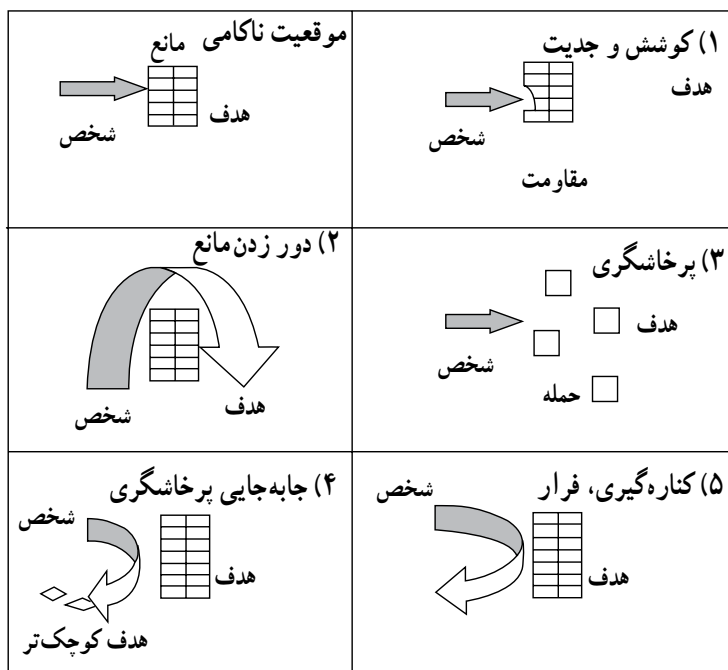 موقعیت ناکامی
مانع
هدف
شخص
۱) کوشش و جدیت
هدف
شخص
مقاومت
۲) دور زدن مانع
شخص
هدف
۳) پرخاشگری
هدف
شخص
حمله
۴) جابه‌جایی پرخاشگری
شخص
هدف
هدف کوچک‌تر
۵) کناره‌گیری، فرار
شخص
هدف